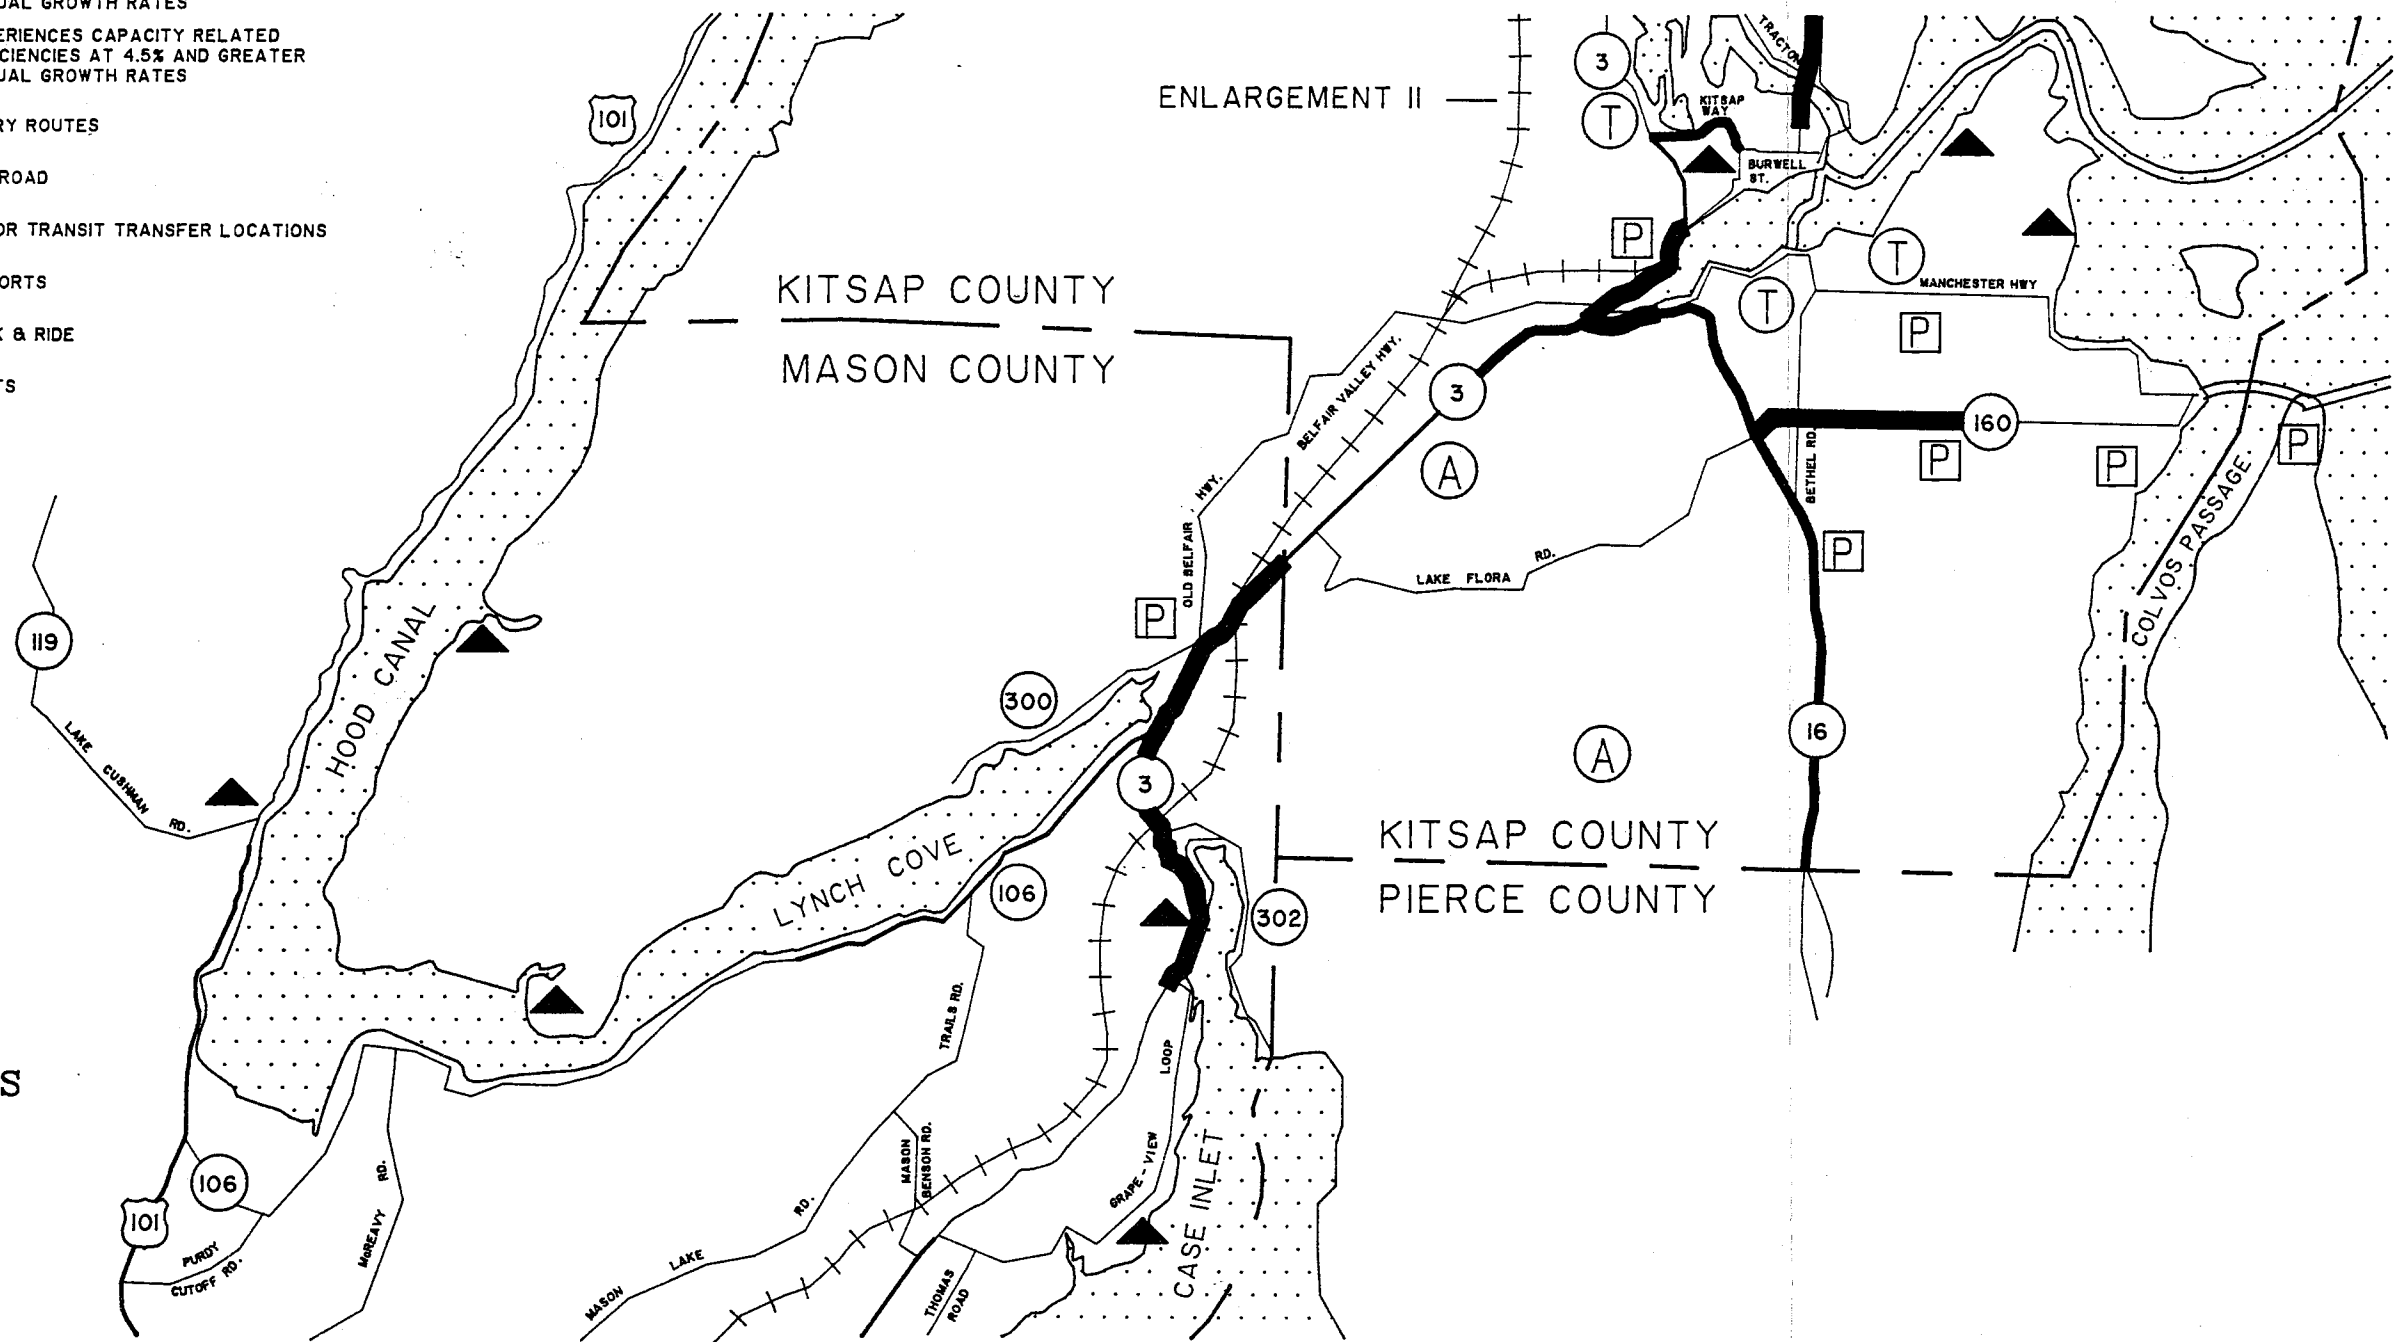 UAL GROWTH RATES
ERIENCES CAPACITY RELATED
CIENCIES AT 4.5% AND GREATER
UAL GROWTH RATES
RY ROUTES
ROAD
OR TRANSIT TRANSFER LOCATIONS
ORTS
K & RIDE
TS
S
101
ENLARGEMENT II
3
T
TRACTON
KITSAP
WAY
BURWELL
ST.
P
T
T
MANCHESTER HWY
P
KITSAP COUNTY
MASON COUNTY
BELFAIR VALLEY HWY.
3
A
160
P
P
P
BETHEL RD.
COLVOS PASSAGE
OLD BELFAIR
HWY.
P
LAKE FLORA
RD.
P
119
HOOD CANAL
LAKE
CUSHMAN
RD.
300
3
16
A
KITSAP COUNTY
PIERCE COUNTY
LYNCH COVE
106
302
TRAILS RD.
LOOP
GRAPE-VIEW
CASE INLET
MASON
BENSON RD.
106
101
PURDY
CUTOFF RD.
McREAVY
RD.
MASON
LAKE
RD.
THOMAS
ROAD